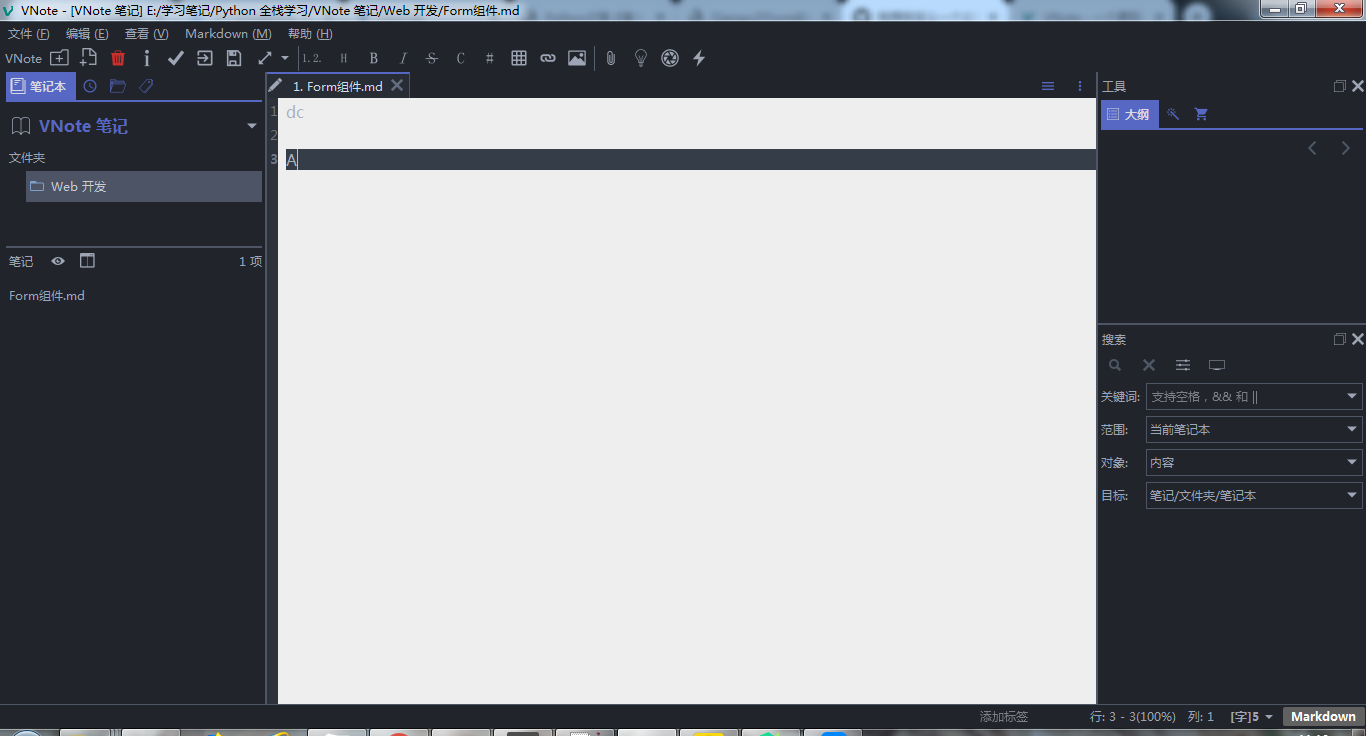 VNote - [VNote 笔记] E:/学习笔记/Python 全栈学习/VNote 笔记/Web 开发/Form组件.md
文件 (F) 编辑 (E) 查看 (V) Markdown (M) 帮助 (H)
VNote 1. 2. H B I S C #
笔记本
VNote 笔记
文件夹
Web 开发
笔记 1 项
Form组件.md
1. Form组件.md
1 dc
2
3 A
工具
大纲
搜索
关键词: 支持空格，&& 和 ||
范围: 当前笔记本
对象: 内容
目标: 笔记/文件夹/笔记本
添加标签 行: 3 - 3(100%) 列: 1 [字]5 Markdown